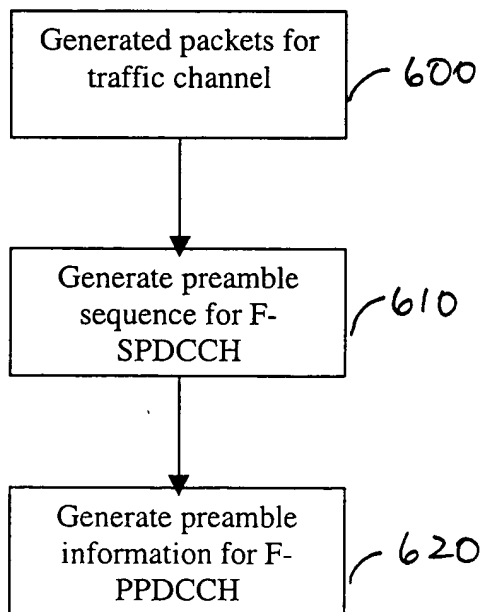 Generated packets for
traffic channel
600
Generate preamble
sequence for F-
SPDCCH
610
Generate preamble
information for F-
PPDCCH
620